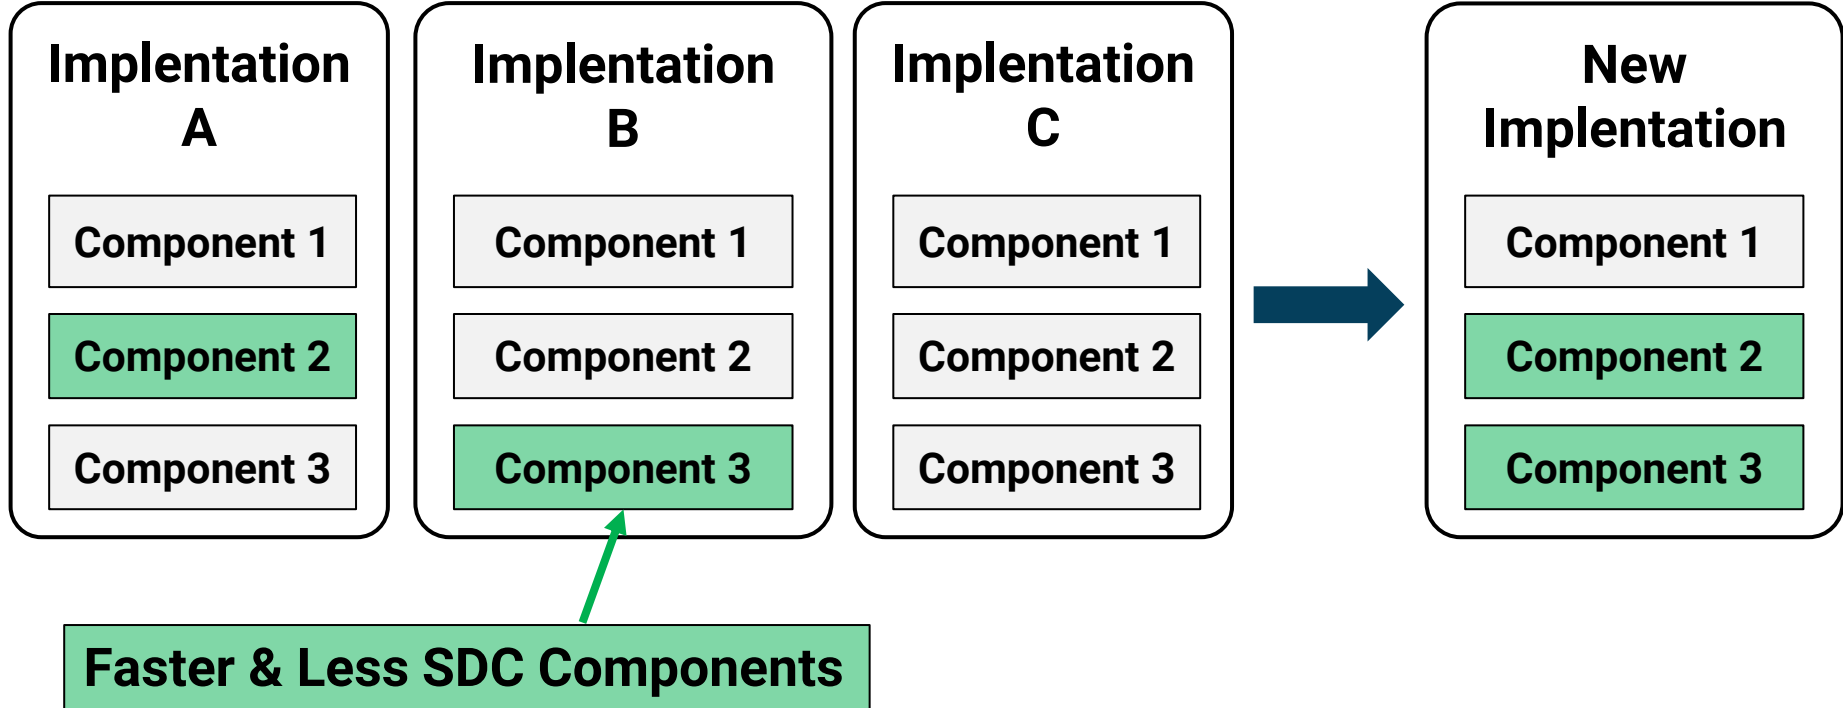 Implentation
A
Component 1
Component 2
Component 3
Implentation
B
Component 1
Component 2
Component 3
Implentation
C
Component 1
Component 2
Component 3
New
Implentation
Component 1
Component 2
Component 3
Faster & Less SDC Components